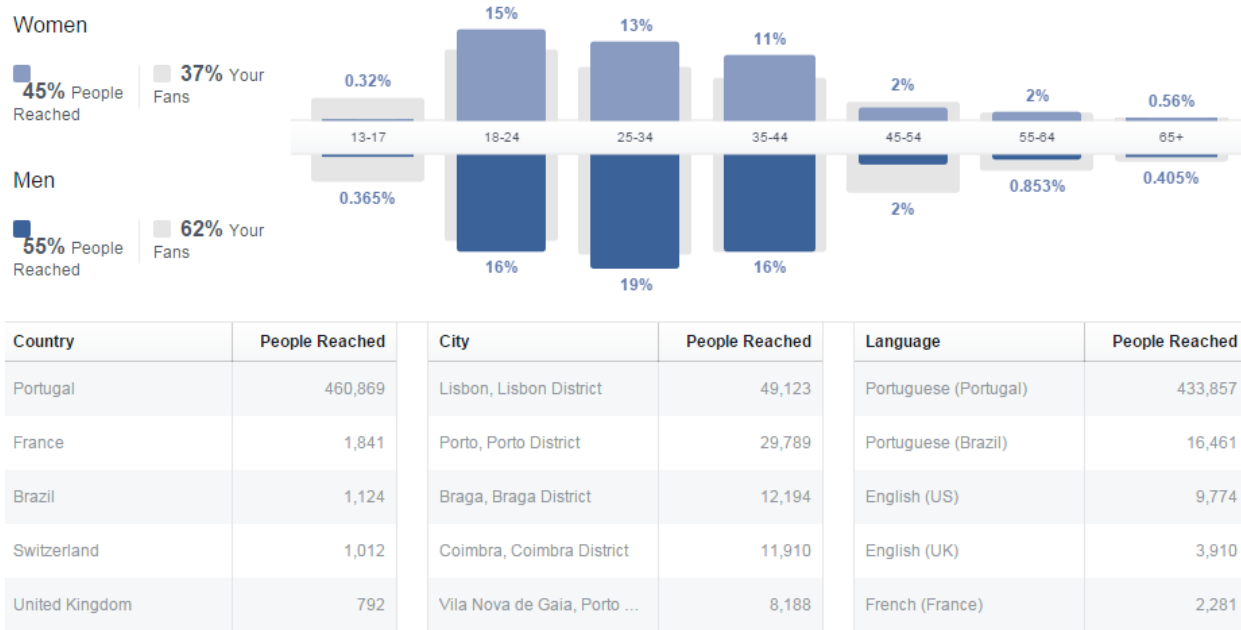 Women
45% People Reached
37% Your Fans
15%
13%
11%
0.32%
2%
2%
0.56%
13-17
18-24
25-34
35-44
45-54
55-64
65+
Men
55% People Reached
62% Your Fans
0.365%
16%
19%
16%
2%
0.853%
0.405%
Country People Reached City People Reached Language People Reached
Portugal 460,869 Lisbon, Lisbon District 49,123 Portuguese (Portugal) 433,857
France 1,841 Porto, Porto District 29,789 Portuguese (Brazil) 16,461
Brazil 1,124 Braga, Braga District 12,194 English (US) 9,774
Switzerland 1,012 Coimbra, Coimbra District 11,910 English (UK) 3,910
United Kingdom 792 Vila Nova de Gaia, Porto ... 8,188 French (France) 2,281